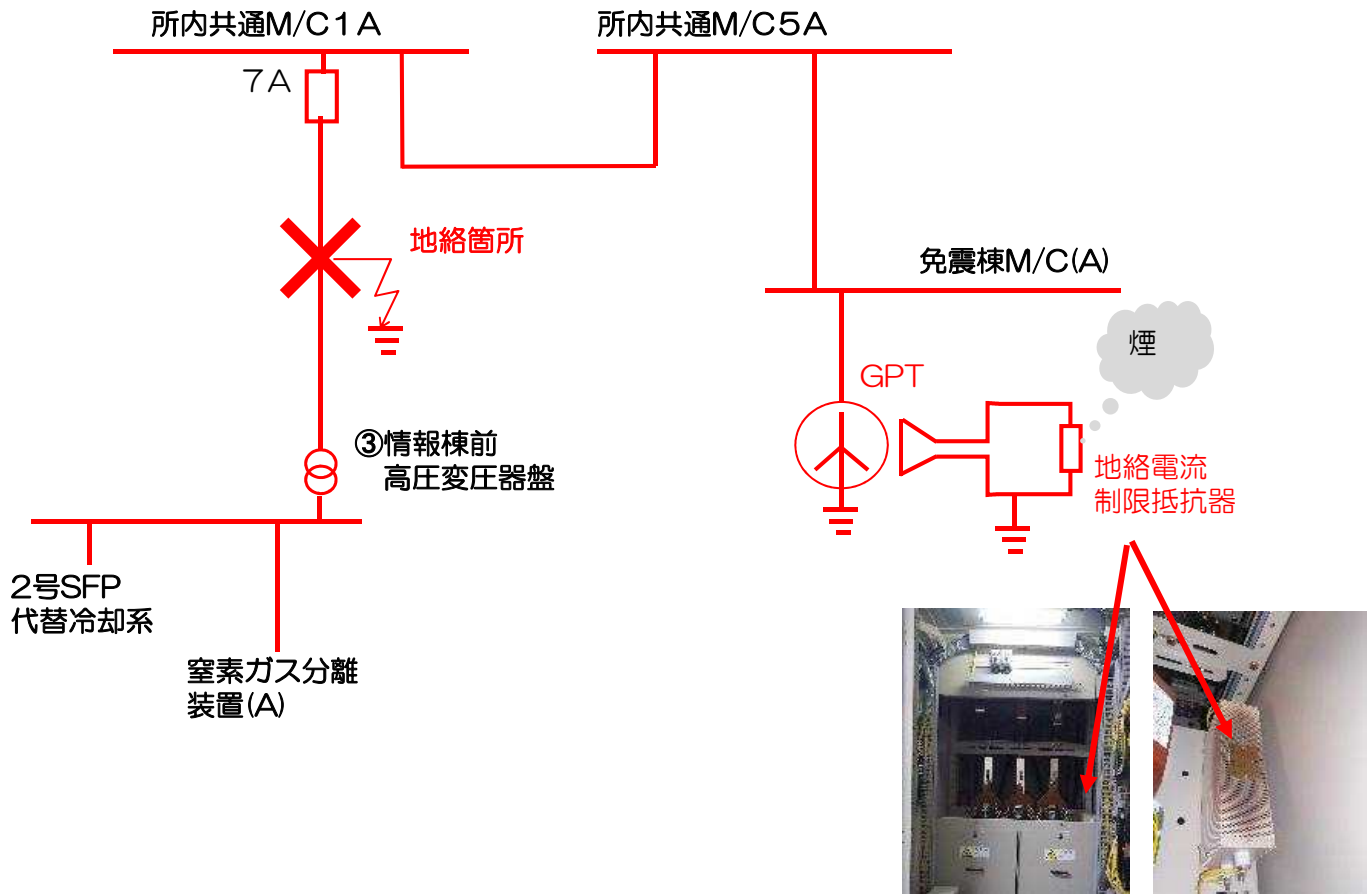 所内共通M/C1A
所内共通M/C5A
7A
地絡箇所
免震棟M/C(A)
煙
GPT
③情報棟前
高圧変圧器盤
地絡電流
制限抵抗器
2号SFP
代替冷却系
窒素ガス分離
装置(A)